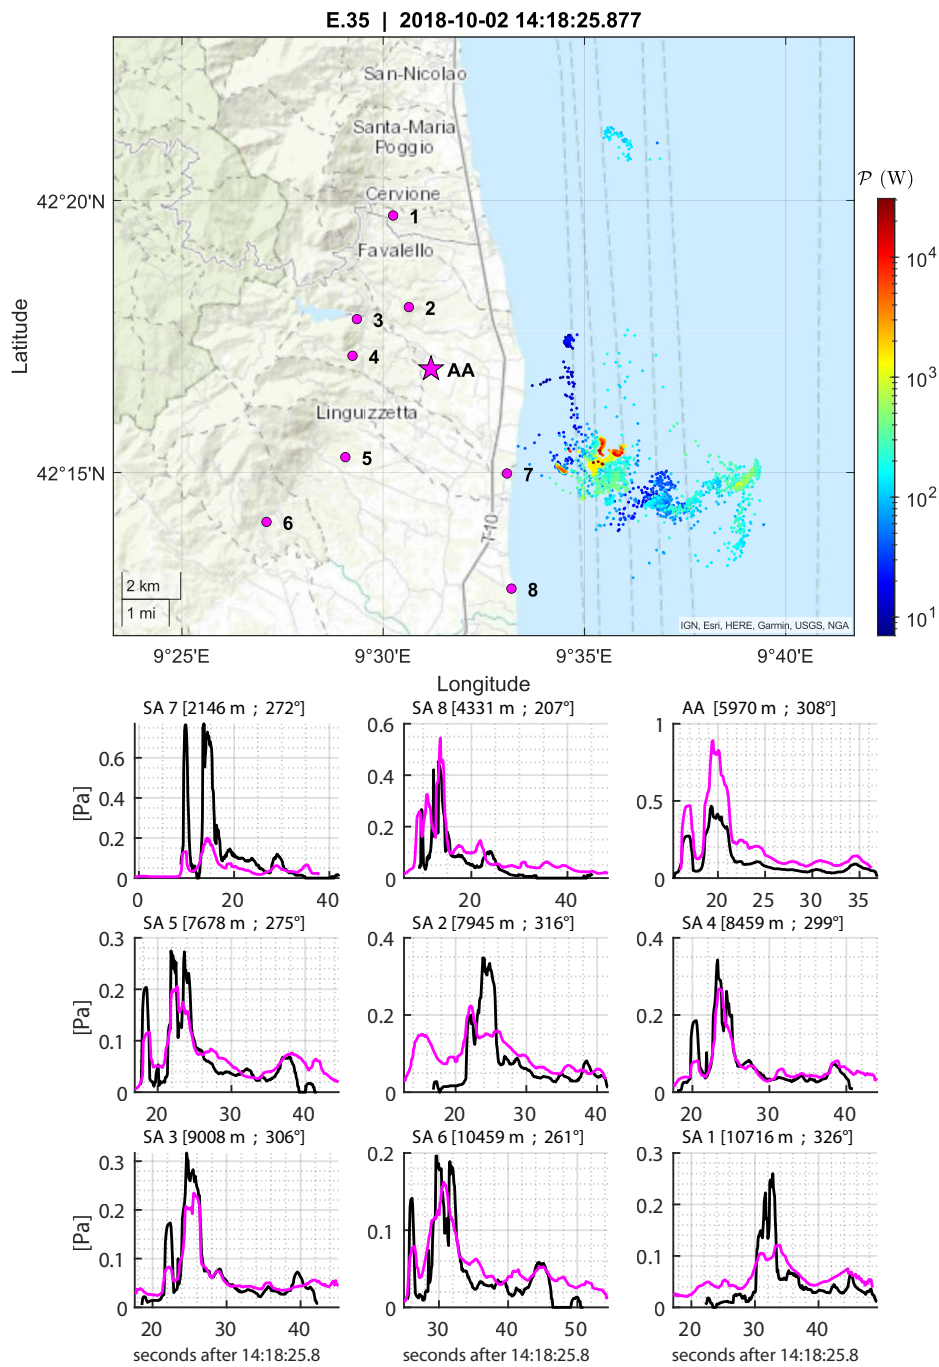 E.35 | 2018-10-02 14:18:25.877
San-Nicolao
Santa-Maria
Poggio
Cervione
1
Favalello
2
3
4
AA
Linguizzetta
5
7
6
T-10
8
2 km
1 mi
IGN, Esri, HERE, Garmin, USGS, NGA
42°20'N
42°15'N
Latitude
9°25'E 9°30'E 9°35'E 9°40'E
Longitude
𝒫 (W)
10⁴
10³
10²
10¹
SA 7 [2146 m ; 272°]
[Pa]
0.6
0.4
0.2
0
0 20 40
SA 8 [4331 m ; 207°]
0.6
0.4
0.2
0
20 40
AA [5970 m ; 308°]
1
0.5
0
20 25 30 35
SA 5 [7678 m ; 275°]
[Pa]
0.3
0.2
0.1
0
20 30 40
SA 2 [7945 m ; 316°]
0.4
0.2
0
20 30 40
SA 4 [8459 m ; 299°]
0.4
0.2
0
20 30 40
SA 3 [9008 m ; 306°]
[Pa]
0.3
0.2
0.1
0
20 30 40
seconds after 14:18:25.8
SA 6 [10459 m ; 261°]
0.2
0.1
0
30 40 50
seconds after 14:18:25.8
SA 1 [10716 m ; 326°]
0.3
0.2
0.1
0
20 30 40
seconds after 14:18:25.8